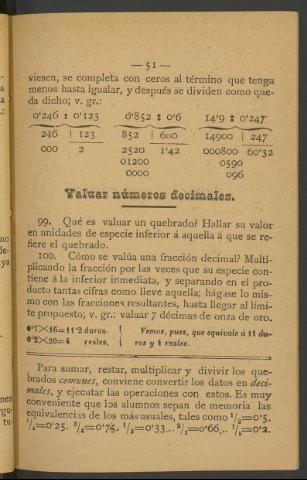 — 51 —
viesen, se completa con ceros al término que tenga
menos hasta igualar, y después se dividen como que-
da dicho; v. gr.:
0'246 : 0'123   0'852 : 0'6   14'9 : 0'247
246 | 123   852 | 600   14900 | 247
000   2   2520   1'42   000800   60'32
01200   0590
0000   096
Valuar números decimales.
99. Qué es valuar un quebrado? Hallar su valor
en unidades de especie inferior á aquella á que se re-
fiere el quebrado.
100. Cómo se valúa una fracción decimal? Multi-
plicando la fracción por las veces que su especie con-
tiene á la inferior inmediata, y separando en el pro-
ducto tantas cifras como lleve aquella; hágase lo mis-
mo con las fracciones resultantes, hasta llegar al lími-
te propuesto; v. gr.: valuar 7 décimas de onza de oro.
0'7×16=11'2 duros.   Vemos, pues, que equivale á 11 du-
0'2×20=4 reales.   ros y 4 reales.
Para sumar, restar, multiplicar y dividir los que-
brados comunes, conviene convertir los datos en deci-
males, y ejecutar las operaciones con estos. Es muy
conveniente que los alumnos sepan de memoria las
equivalencias de los más usuales, tales como ¹/₂=0'5.
¹/₄=0'25. ³/₄=0'75. ¹/₃=0'33... ²/₃=0'66... ¹/₅=0'2.